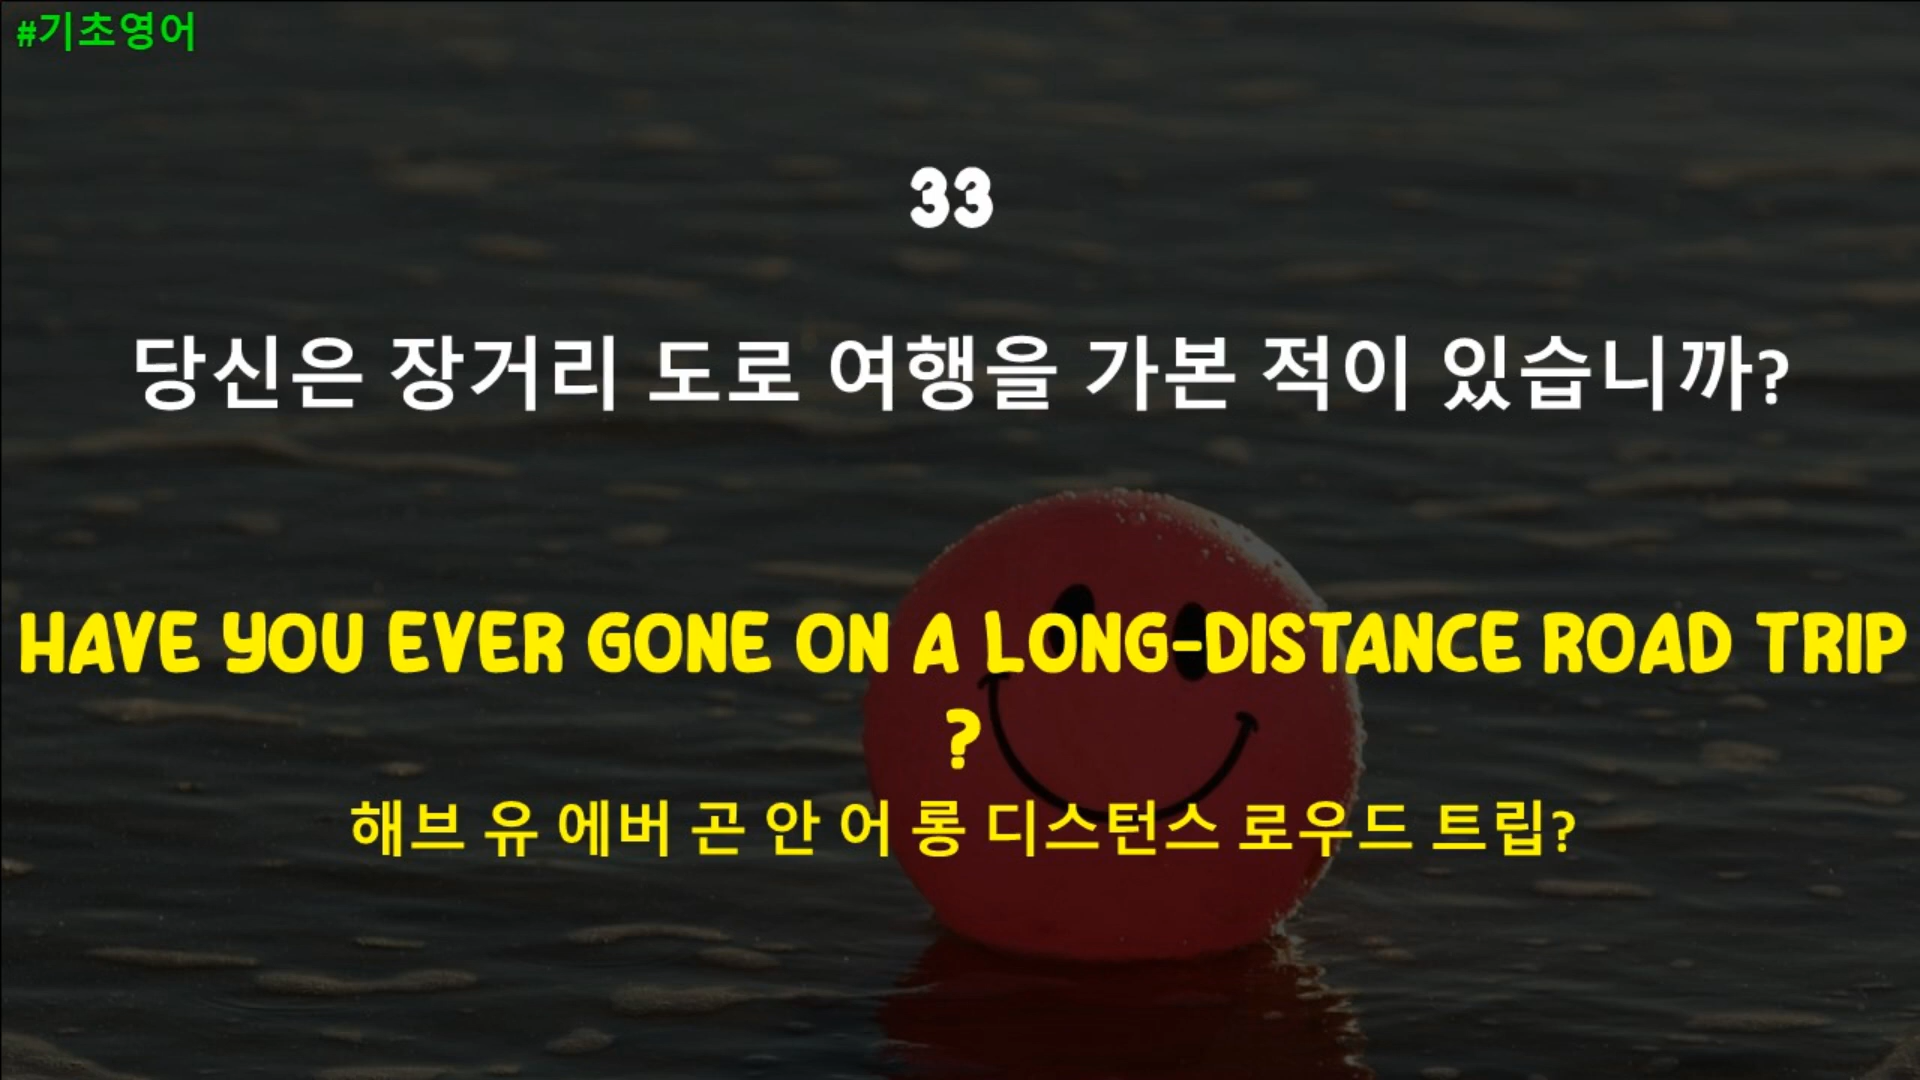 #기초영어
33
당신은 장거리 도로 여행을 가본 적이 있습니까?
HAVE YOU EVER GONE ON A LONG-DISTANCE ROAD TRIP
?
해브 유 에버 곤 안 어 롱 디스턴스 로우드 트립?